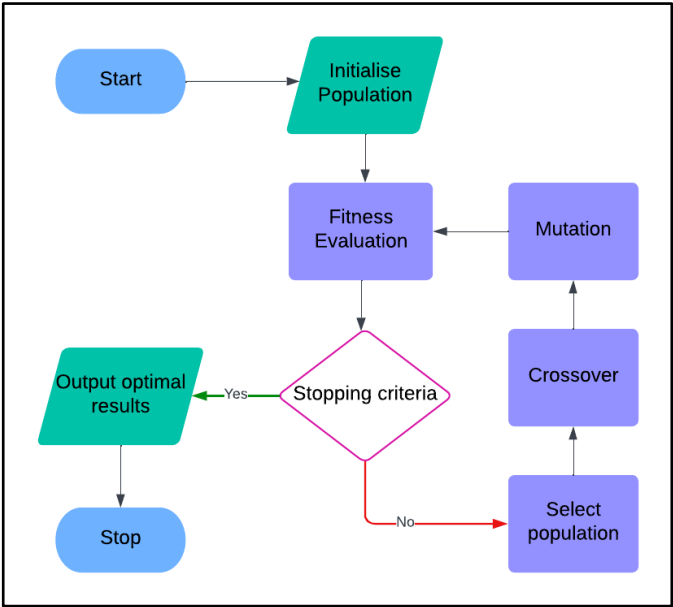 Start
Initialise
Population
Fitness
Evaluation
Mutation
Stopping criteria
Yes
Output optimal
results
Crossover
No
Select
population
Stop